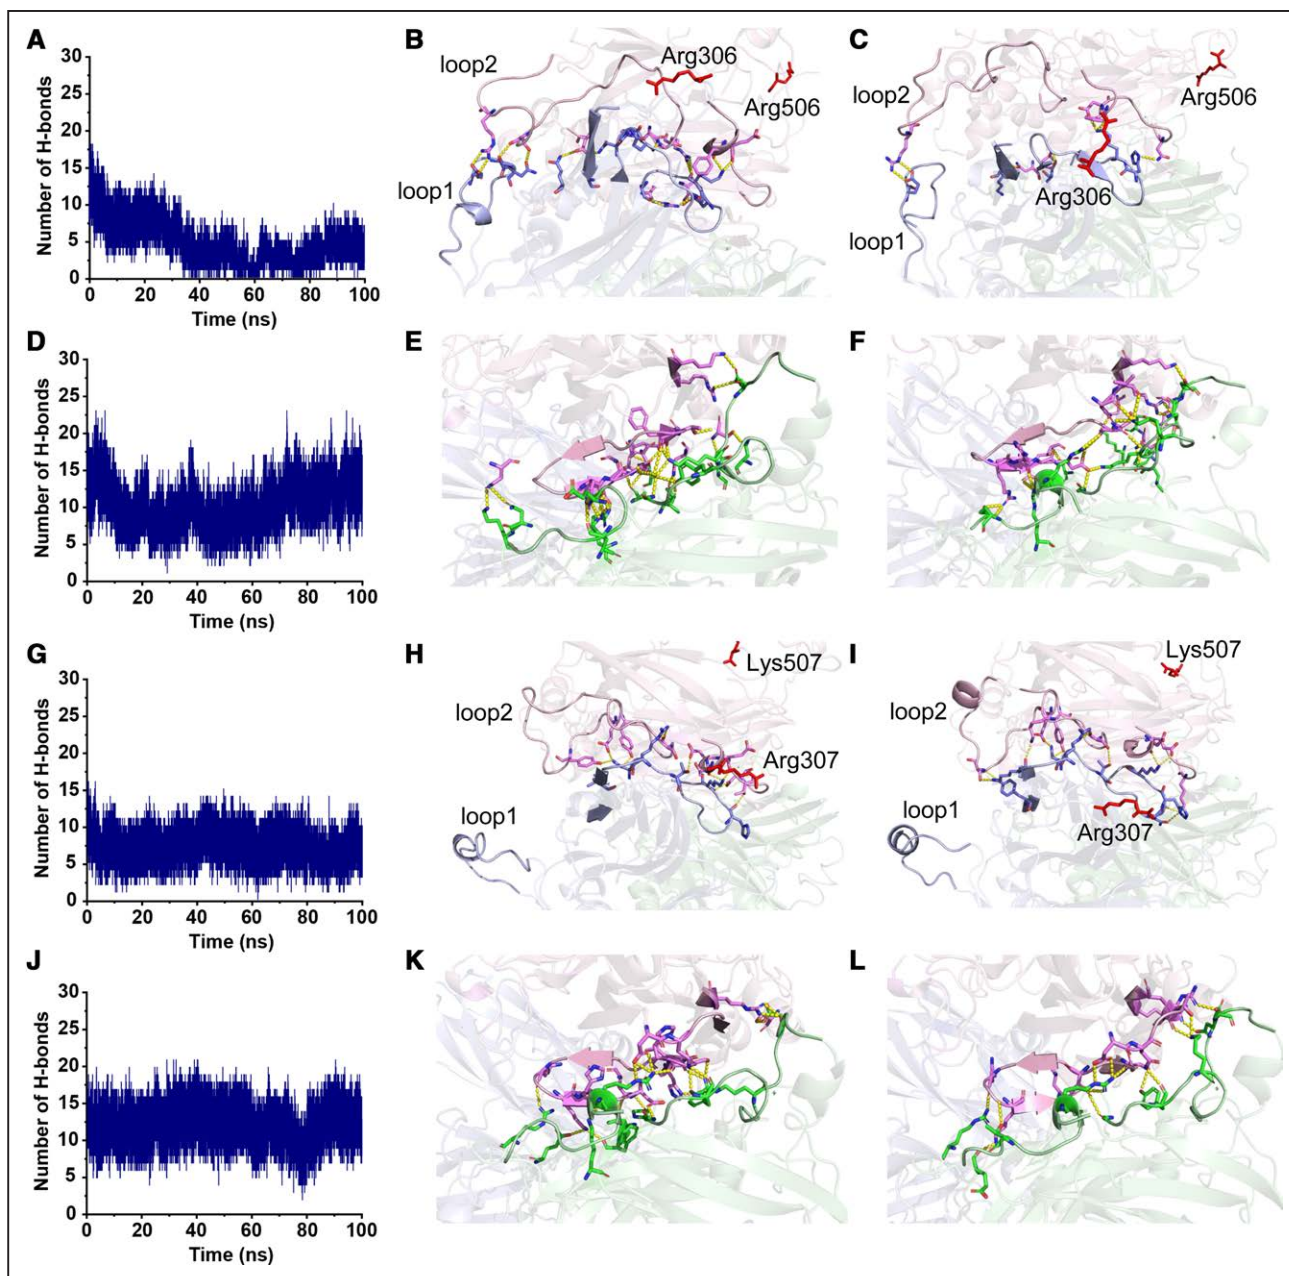 A
Number of H-bonds
30
25
20
15
10
5
0
0 20 40 60 80 100
Time (ns)
B
loop2
Arg306
Arg506
loop1
C
loop2
Arg506
Arg306
loop1
D
Number of H-bonds
30
25
20
15
10
5
0
0 20 40 60 80 100
Time (ns)
E
F
G
Number of H-bonds
30
25
20
15
10
5
0
0 20 40 60 80 100
Time (ns)
H
Lys507
loop2
Arg307
loop1
I
Lys507
loop2
loop1
Arg307
J
Number of H-bonds
30
25
20
15
10
5
0
0 20 40 60 80 100
Time (ns)
K
L